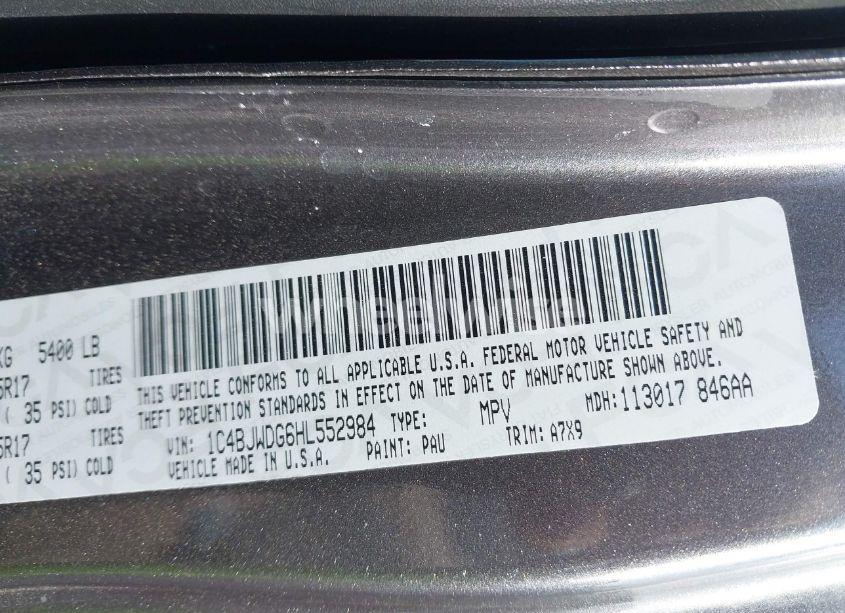 KG 5400 LB
5R17 TIRES
( 35 PSI) COLD
5R17 TIRES
( 35 PSI) COLD
wheelwise
THIS VEHICLE CONFORMS TO ALL APPLICABLE U.S.A. FEDERAL MOTOR VEHICLE SAFETY AND
THEFT PREVENTION STANDARDS IN EFFECT ON THE DATE OF MANUFACTURE SHOWN ABOVE.
VIN: 1C4BJWDG6HL552984 TYPE: MPV MDH: 113017 846AA
VEHICLE MADE IN U.S.A. PAINT: PAU TRIM: A7X9